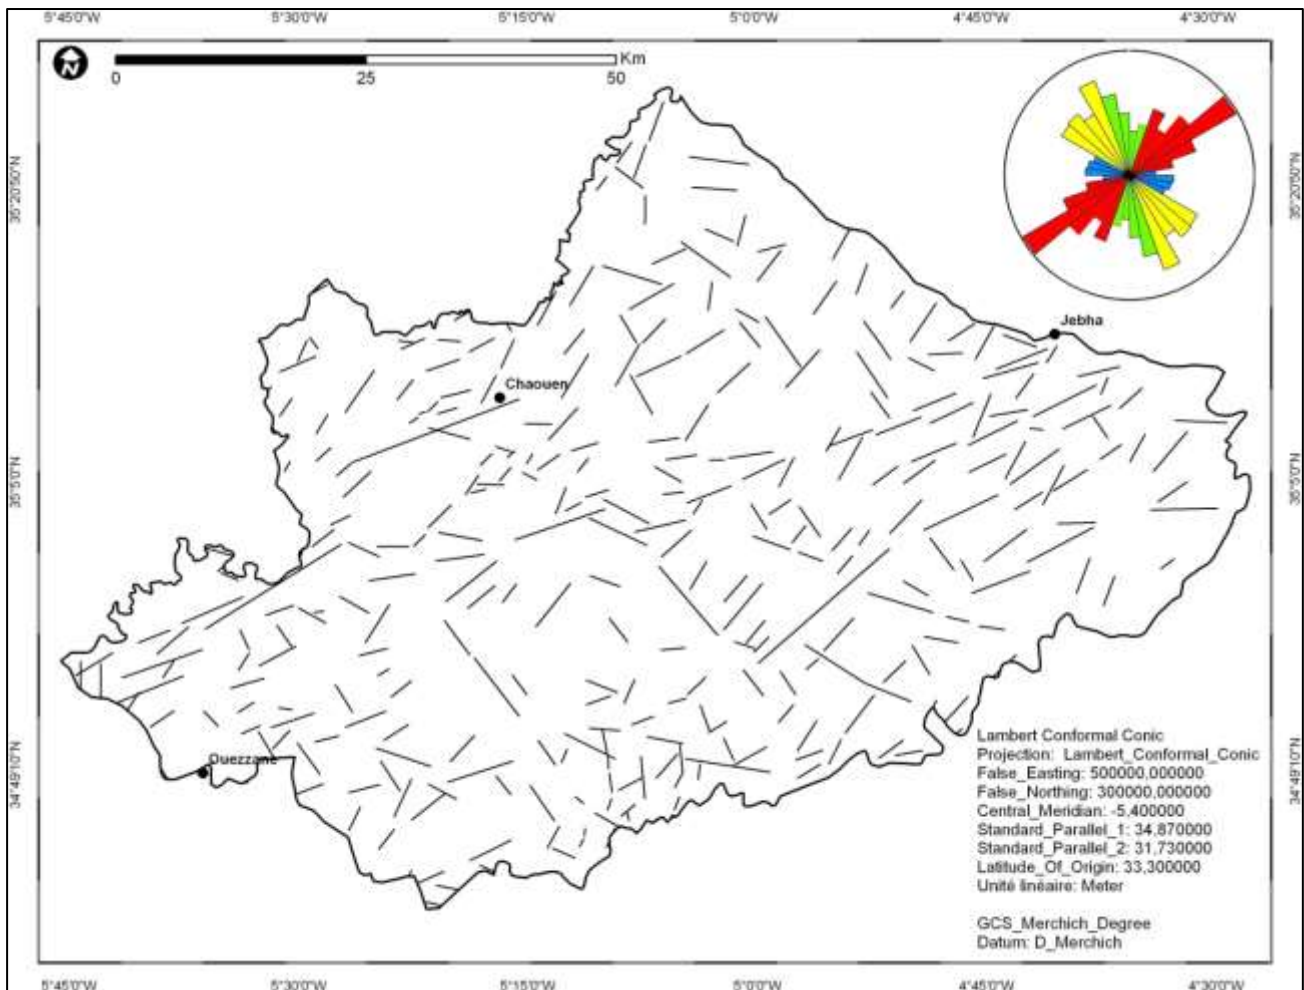 5°45'0"W 5°30'0"W 5°15'0"W 5°0'0"W 4°45'0"W 4°30'0"W
N
0 25 50 Km
35°20'50"N 35°20'50"N
Jebha
Chaouen
35°5'0"N 35°5'0"N
Ouezzane
34°49'10"N 34°49'10"N
Lambert Conformal Conic
Projection: Lambert_Conformal_Conic
False_Easting: 500000,000000
False_Northing: 300000,000000
Central_Meridian: -5,400000
Standard_Parallel_1: 34,870000
Standard_Parallel_2: 31,730000
Latitude_Of_Origin: 33,300000
Unité linéaire: Meter
GCS_Merchich_Degree
Datum: D_Merchich
5°45'0"W 5°30'0"W 5°15'0"W 5°0'0"W 4°45'0"W 4°30'0"W